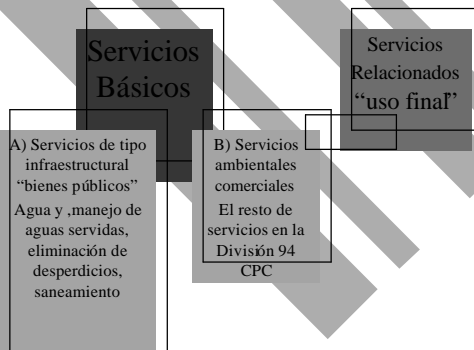 Servicios
Básicos
Servicios
Relacionados
“uso final”
A) Servicios de tipo
infraestructural
“bienes públicos”
Agua y ,manejo de
aguas servidas,
eliminación de
desperdicios,
saneamiento
B) Servicios
ambientales
comerciales
El resto de
servicios en la
División 94
CPC